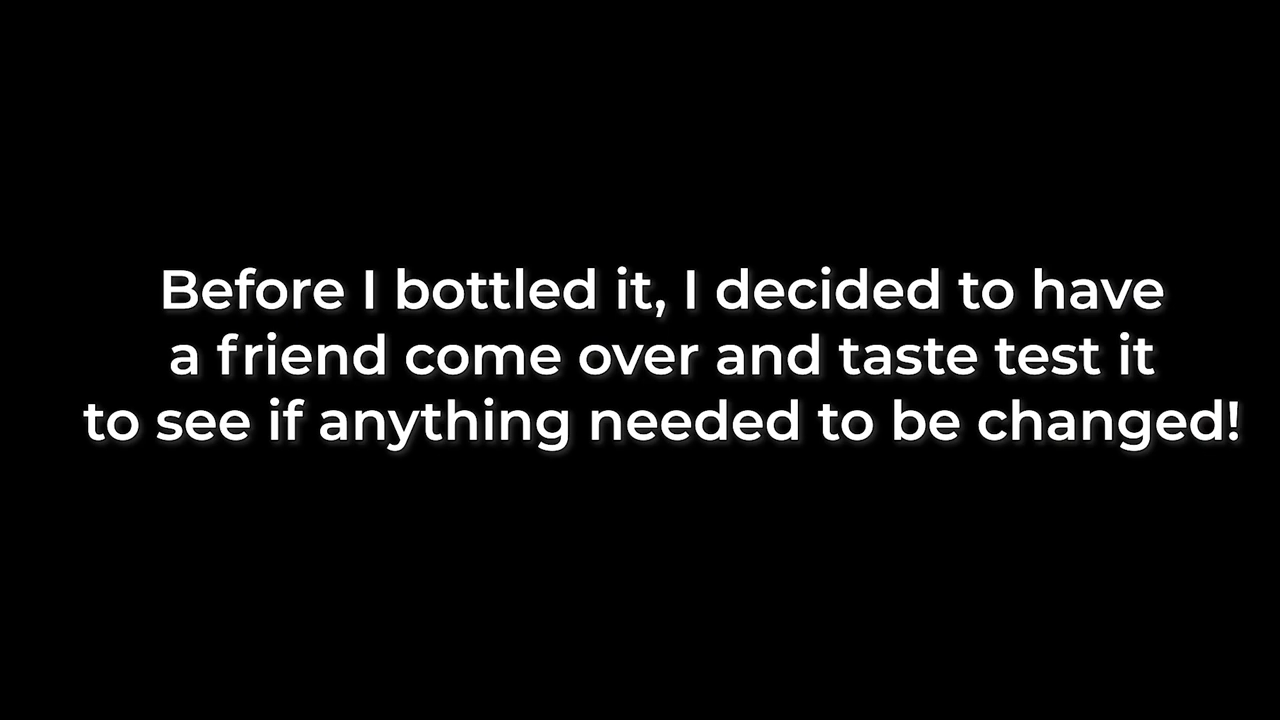 Before I bottled it, I decided to have
a friend come over and taste test it
to see if anything needed to be changed!